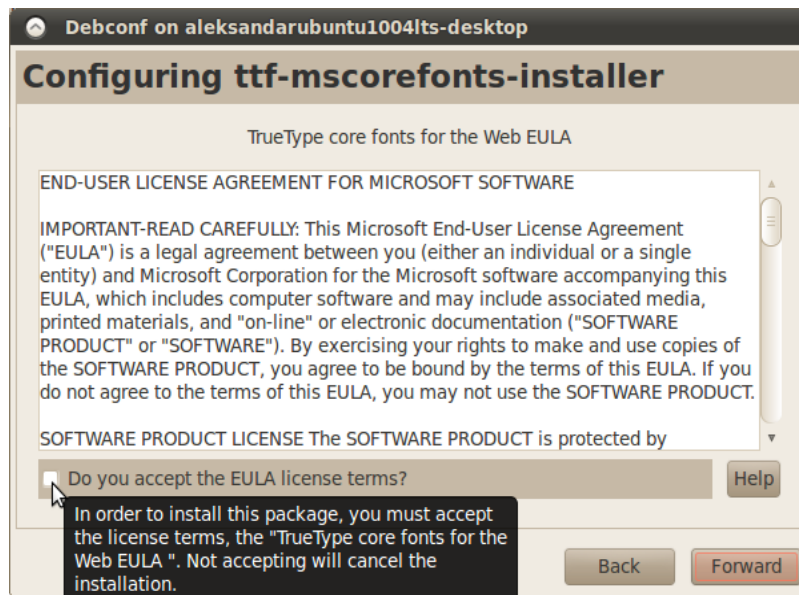 Debconf on aleksandarubuntu1004lts-desktop
Configuring ttf-mscorefonts-installer
TrueType core fonts for the Web EULA
END-USER LICENSE AGREEMENT FOR MICROSOFT SOFTWARE
IMPORTANT-READ CAREFULLY: This Microsoft End-User License Agreement
("EULA") is a legal agreement between you (either an individual or a single
entity) and Microsoft Corporation for the Microsoft software accompanying this
EULA, which includes computer software and may include associated media,
printed materials, and "on-line" or electronic documentation ("SOFTWARE
PRODUCT" or "SOFTWARE"). By exercising your rights to make and use copies of
the SOFTWARE PRODUCT, you agree to be bound by the terms of this EULA. If you
do not agree to the terms of this EULA, you may not use the SOFTWARE PRODUCT.
SOFTWARE PRODUCT LICENSE The SOFTWARE PRODUCT is protected by
Do you accept the EULA license terms?
Help
In order to install this package, you must accept
the license terms, the "TrueType core fonts for the
Web EULA ". Not accepting will cancel the
installation.
Back
Forward